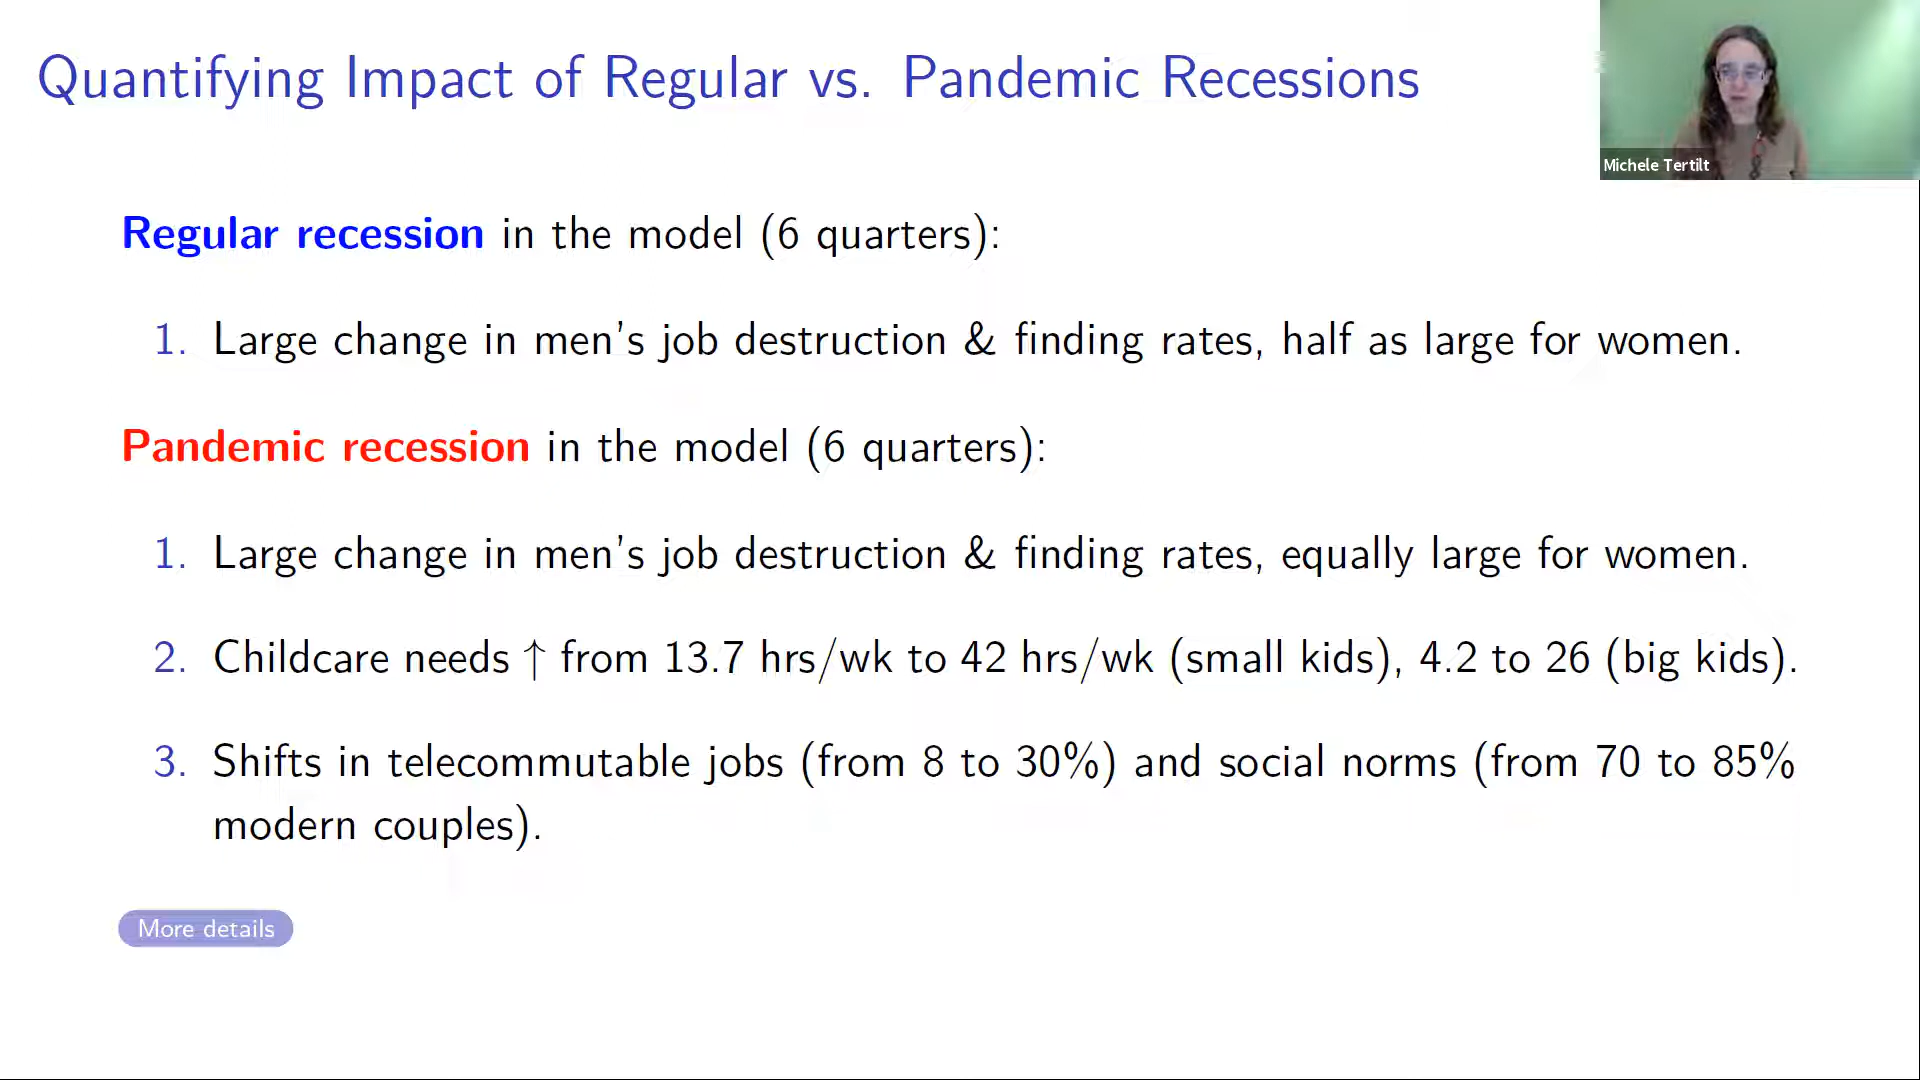 Quantifying Impact of Regular vs. Pandemic Recessions
Michele Tertilt
Regular recession in the model (6 quarters):
1. Large change in men's job destruction & finding rates, half as large for women.
Pandemic recession in the model (6 quarters):
1. Large change in men's job destruction & finding rates, equally large for women.
2. Childcare needs ↑ from 13.7 hrs/wk to 42 hrs/wk (small kids), 4.2 to 26 (big kids).
3. Shifts in telecommutable jobs (from 8 to 30%) and social norms (from 70 to 85%
modern couples).
More details